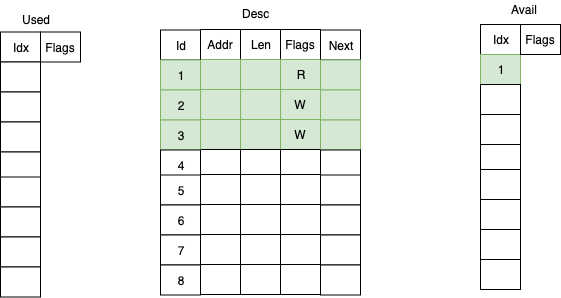 Used
Idx Flags
Desc
Id Addr Len Flags Next
1 R
2 W
3 W
4
5
6
7
8
Avail
Idx Flags
1